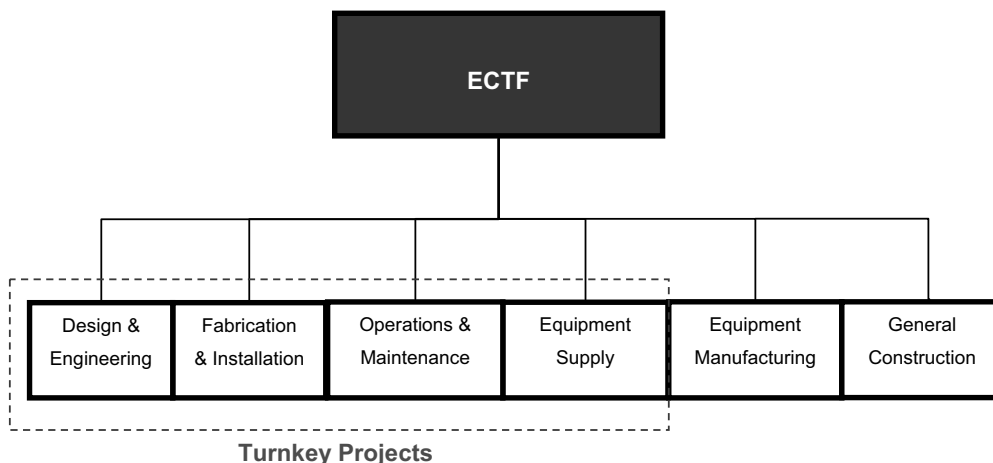 ECTF
Design &
Engineering
Fabrication
& Installation
Operations &
Maintenance
Equipment
Supply
Equipment
Manufacturing
General
Construction
Turnkey Projects